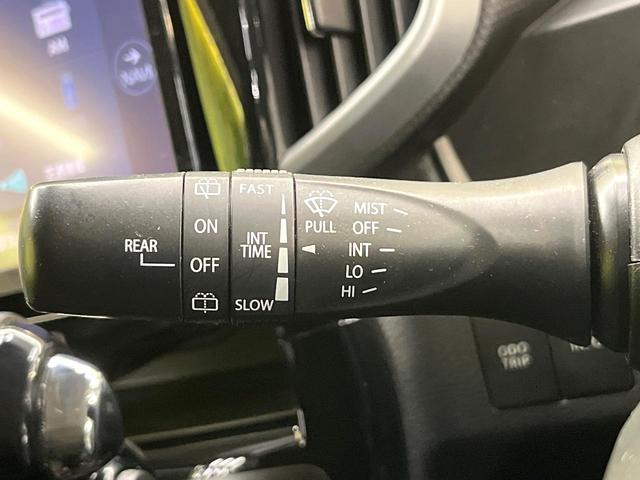 FAST
MIST
ON
INT
TIME
PULL
OFF
REAR
OFF
INT
LO
SLOW
HI
ODO
TRIP